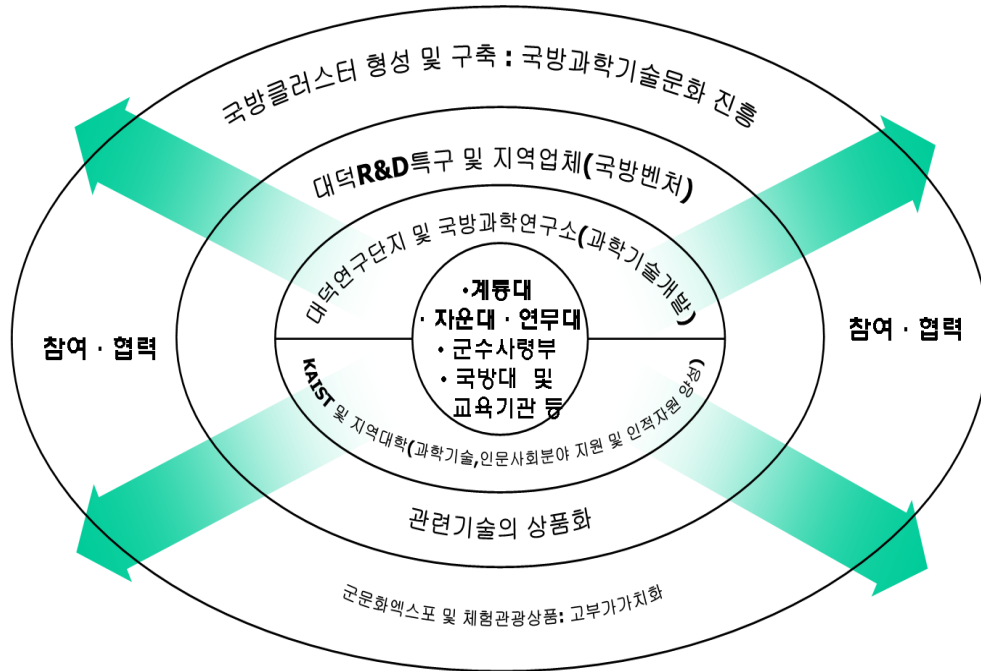 국방클러스터 형성 및 구축 : 국방과학기술문화 진흥
대덕R&D특구 및 지역업체(국방벤처)
대덕연구단지 및 국방과학연구소(과학기술개발)
•계룡대
· 자운대 · 연무대
• 군수사령부
• 국방대 및
교육기관 등
참여 · 협력
참여 · 협력
KAIST 및 지역대학(과학기술,인문사회분야 지원 및 인적자원 양성)
관련기술의 상품화
군문화엑스포 및 체험관광상품: 고부가가치화